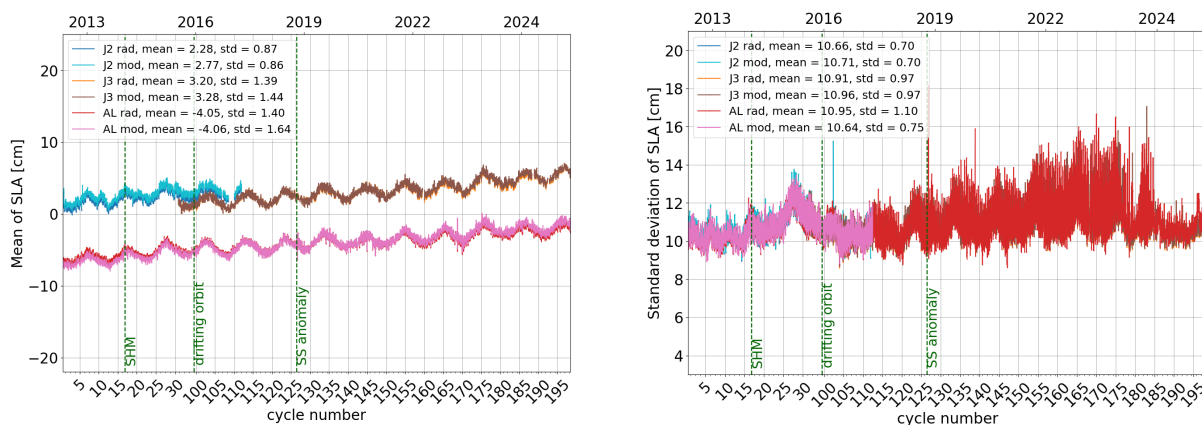 2013 2016 2019 2022 2024
20
10
0
−10
−20
Mean of SLA [cm]
J2 rad, mean = 2.28, std = 0.87
J2 mod, mean = 2.77, std = 0.86
J3 rad, mean = 3.20, std = 1.39
J3 mod, mean = 3.28, std = 1.44
AL rad, mean = -4.05, std = 1.40
AL mod, mean = -4.06, std = 1.64
SHM
drifting orbit
SS anomaly
5 10 15 20 25 30 100 105 110 115 120 125 130 135 140 145 150 155 160 165 170 175 180 185 190 195
cycle number
2013 2016 2019 2022 2024
20
18
16
14
12
10
8
6
4
Standard deviation of SLA [cm]
J2 rad, mean = 10.66, std = 0.70
J2 mod, mean = 10.71, std = 0.70
J3 rad, mean = 10.91, std = 0.97
J3 mod, mean = 10.96, std = 0.97
AL rad, mean = 10.95, std = 1.10
AL mod, mean = 10.64, std = 0.75
SHM
drifting orbit
SS anomaly
5 10 15 20 25 30 100 105 110 115 120 125 130 135 140 145 150 155 160 165 170 175 180 185 190 195
cycle number